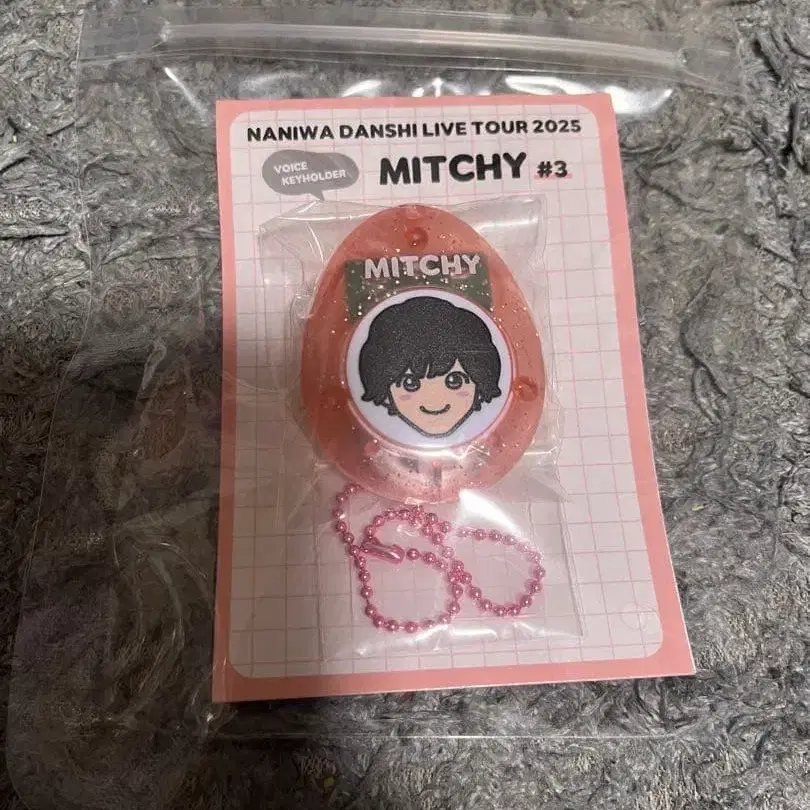 NANIWA DANSHI LIVE TOUR 2025
VOICE
KEYHOLDER
MITCHY #3
MITCHY